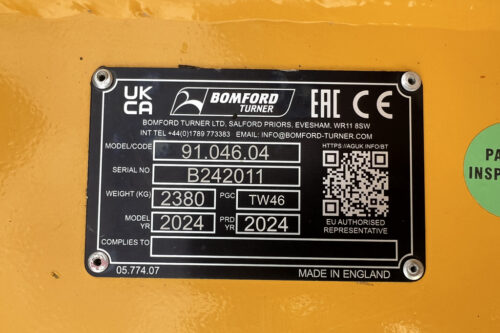 UK
CA
BOMFORD
TURNER
EAC CE
BOMFORD TURNER LTD, SALFORD PRIORS, EVESHAM. WR11 8SW
INT TEL +44(0)1789 773383 EMAIL: INFO@BOMFORD-TURNER.COM
MODEL/CODE 91.046.04
HTTPS://AGUK.INFO/BT
SERIAL NO. B242011
WEIGHT (KG) 2380 PGC TW46
MODEL YR 2024 PRD YR 2024
EU AUTHORISED
REPRESENTATIVE
COMPLIES TO
05.774.07
MADE IN ENGLAND
PA
INSP